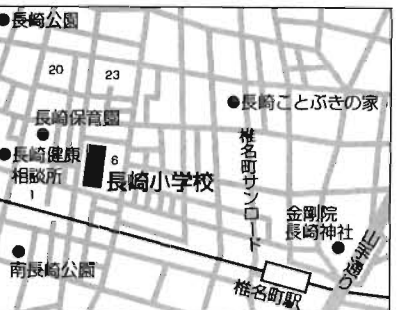 長崎公園
20
23
長崎保育園
長崎ことぶきの家
長崎健康
相談所
1
6
長崎小学校
椎名町サンロード
金剛院
長崎神社
山手通り
南長崎公園
椎名町駅